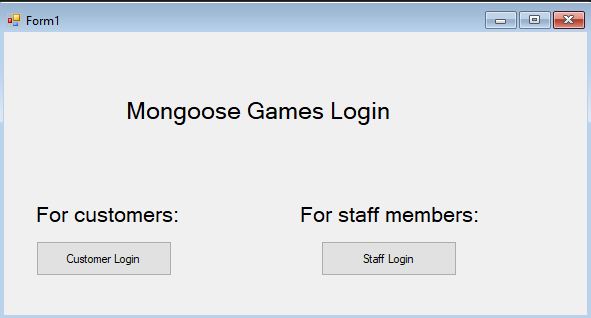 Form1
Mongoose Games Login
For customers:
For staff members:
Customer Login
Staff Login